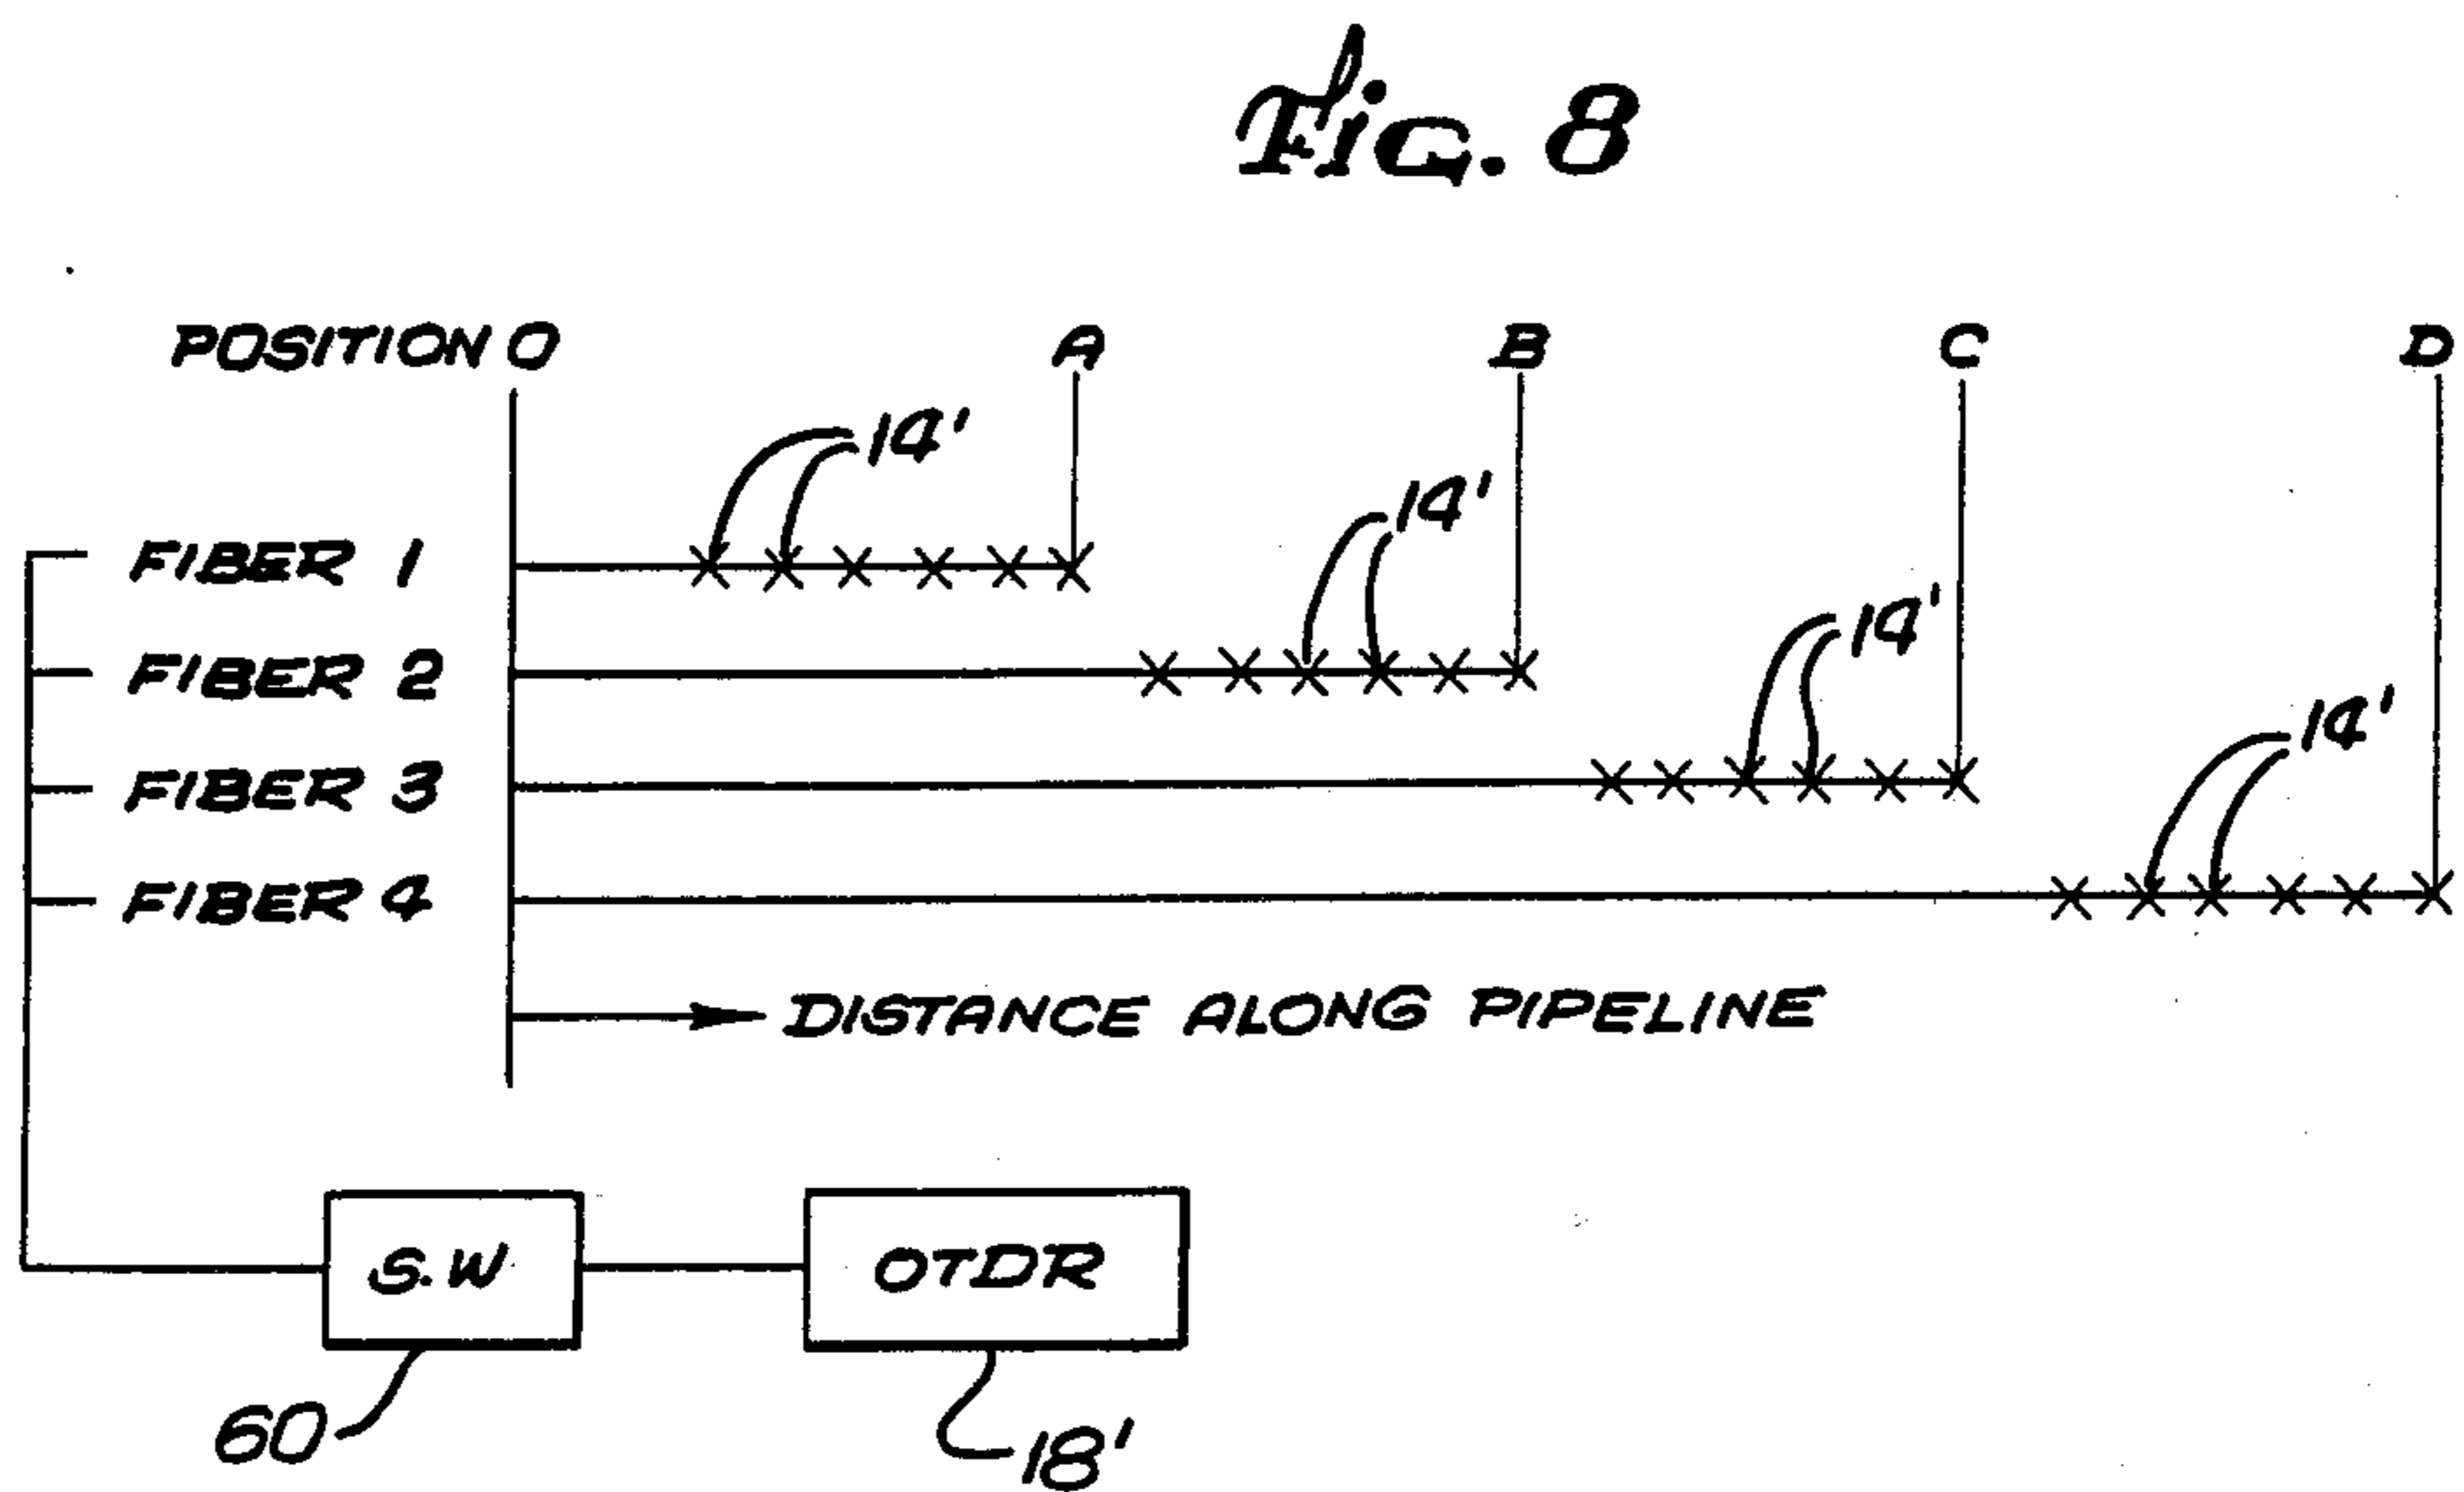 Fig. 8
POSITION O A B C D
14'
14'
FIBER 1
14'
FIBER 2
14'
FIBER 3
FIBER 4
DISTANCE ALONG PIPELINE
S.W. OTDR
60
18'